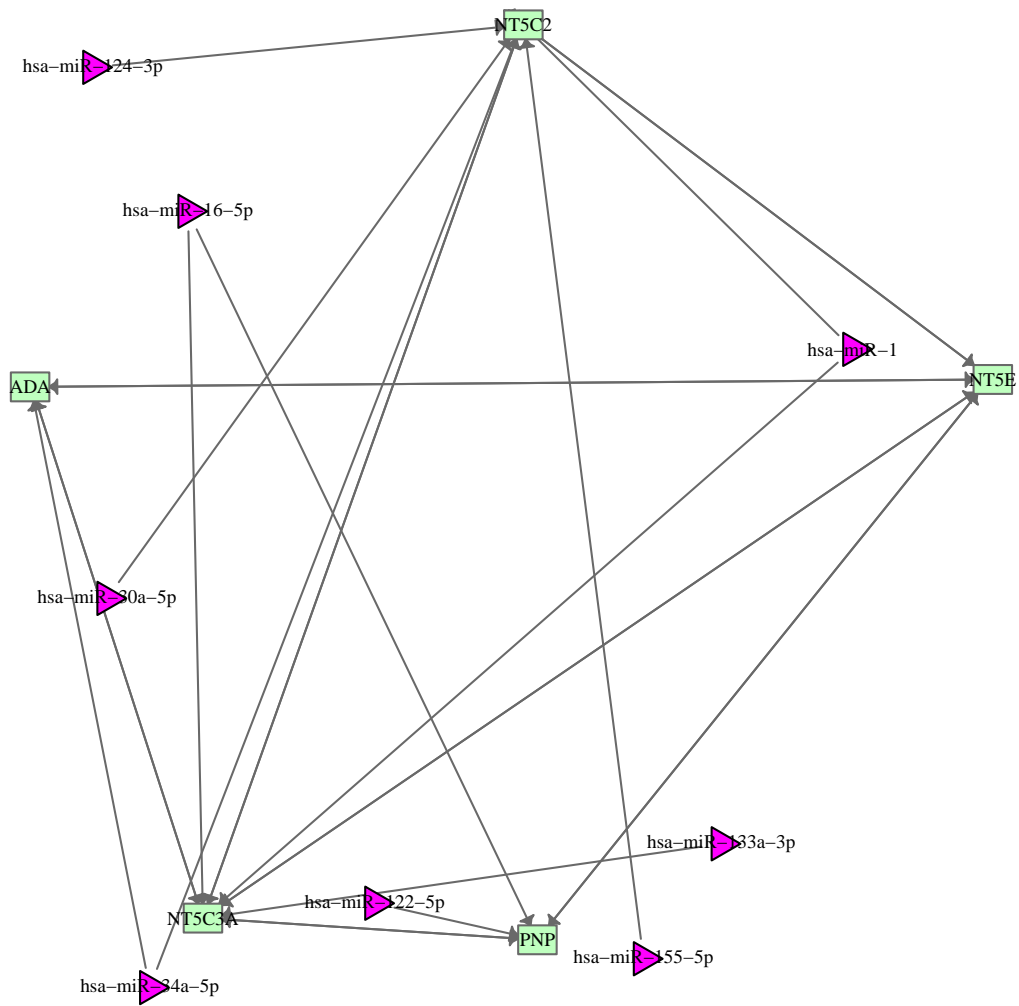 NT5C2
hsa−miR−124−3p
hsa−miR−16−5p
hsa−miR−1
NT5E
ADA
hsa−miR−30a−5p
hsa−miR−133a−3p
hsa−miR−122−5p
NT5C3A
PNP
hsa−miR−155−5p
hsa−miR−34a−5p